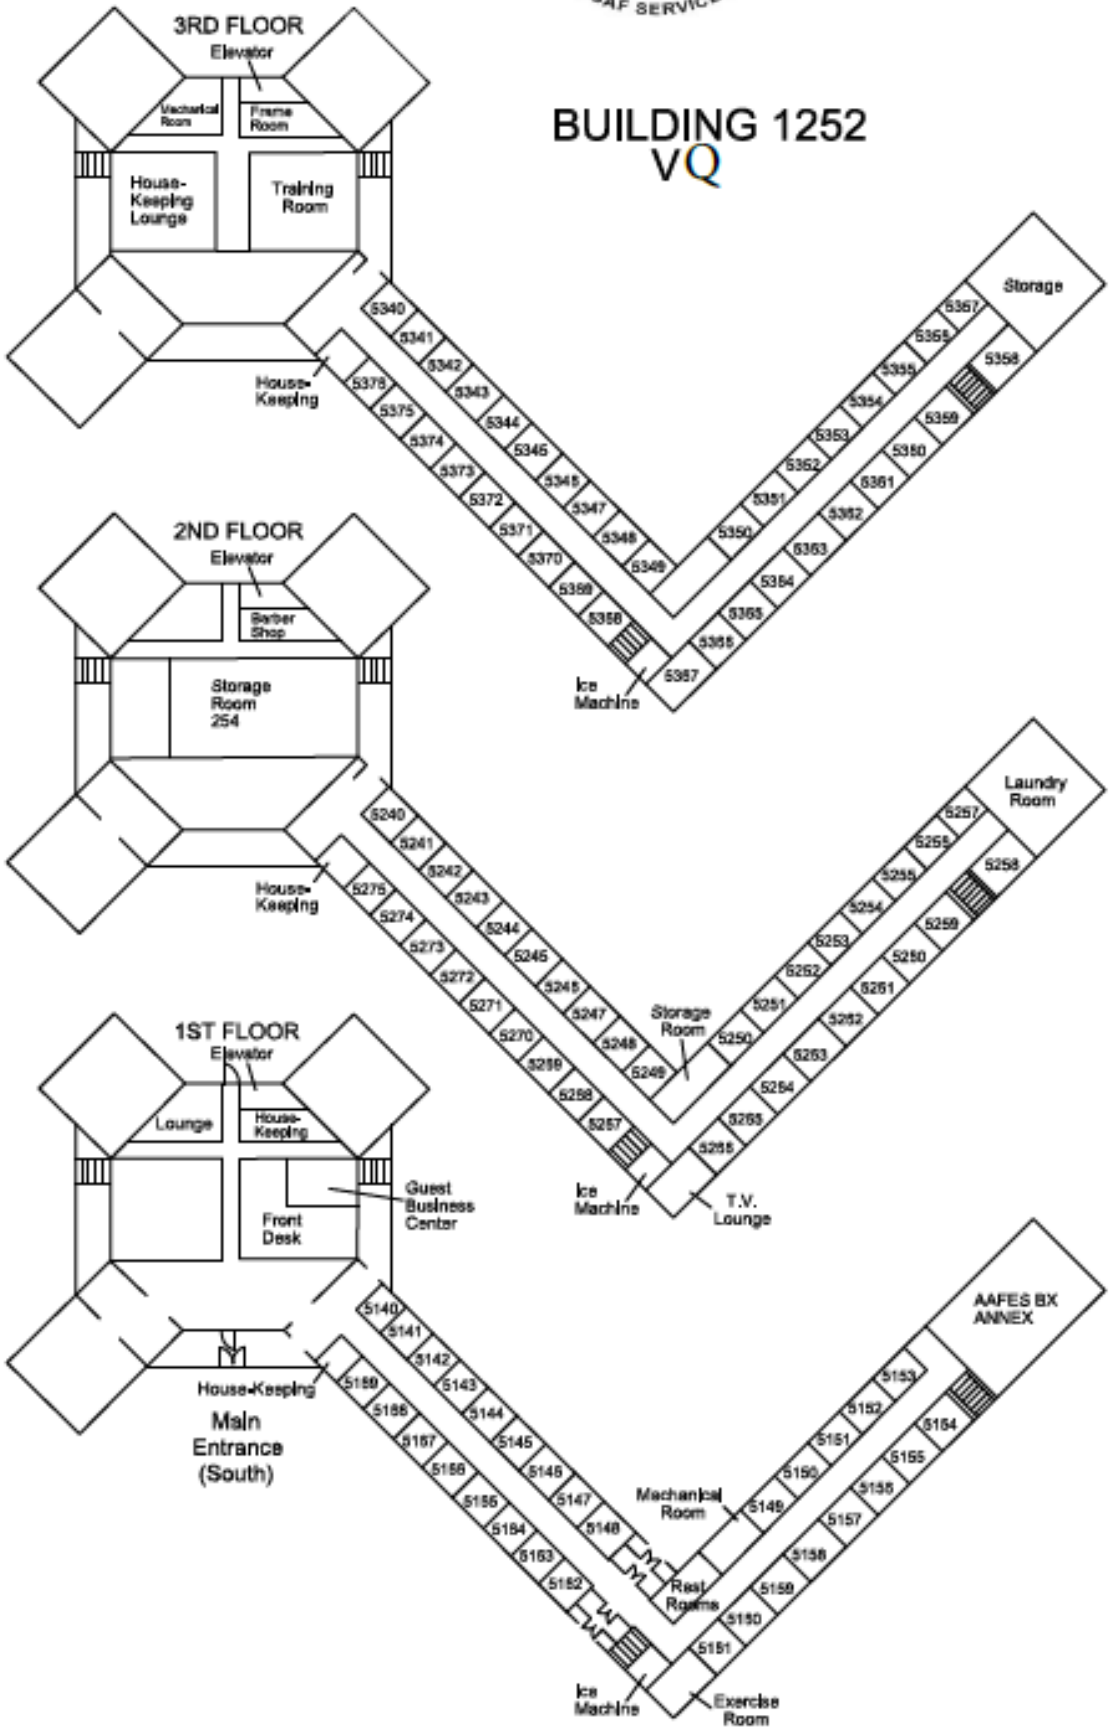 AF SERVICE
BUILDING 1252
VQ
3RD FLOOR
Elevator
Mechanical
Room
Frame
Room
House-
Keeping
Lounge
Training
Room
House-
Keeping
5340
5341
5342
5343
5344
5345
5346
5347
5348
5349
5350
5351
5352
5353
5354
5355
5356
5357
Storage
5358
5359
5360
5361
5362
5363
5364
5365
5366
5367
Ice
Machine
5368
5369
5370
5371
5372
5373
5374
5375
5376
2ND FLOOR
Elevator
Barber
Shop
Storage
Room
254
House-
Keeping
5240
5241
5242
5243
5244
5245
5246
5247
5248
5249
Storage
Room
5250
5251
5252
5253
5254
5255
5256
5257
Laundry
Room
5258
5259
5260
5261
5262
5263
5264
5265
5266
T.V.
Lounge
Ice
Machine
5267
5268
5269
5270
5271
5272
5273
5274
5275
1ST FLOOR
Elevator
Lounge
House-
Keeping
Guest
Business
Center
Front
Desk
House-Keeping
Main
Entrance
(South)
5140
5141
5142
5143
5144
5145
5146
5147
5148
Rest
Rooms
Mechanical
Room
5149
5150
5151
5152
5153
AAFES BX
ANNEX
5154
5155
5156
5157
5158
5159
5160
5161
Exercise
Room
Ice
Machine
5162
5163
5164
5165
5166
5167
5168
5169